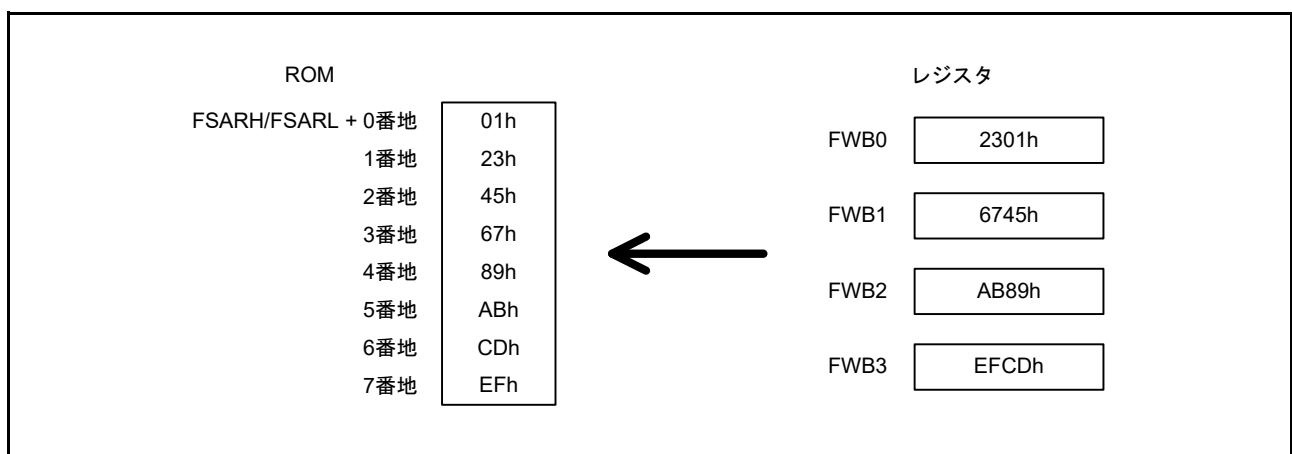 ROM
レジスタ
FSARH/FSARL + 0番地 01h
1番地 23h
2番地 45h
3番地 67h
4番地 89h
5番地 ABh
6番地 CDh
7番地 EFh
FWB0 2301h
FWB1 6745h
FWB2 AB89h
FWB3 EFCDh